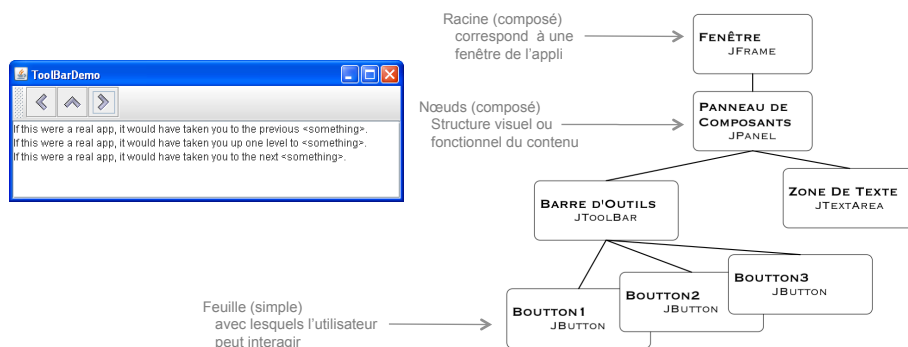 Racine (composé)
correspond à une
fenêtre de l'appli
FENÊTRE
JFRAME
ToolBarDemo
If this were a real app, it would have taken you to the previous <something>.
If this were a real app, it would have taken you up one level to <something>.
If this were a real app, it would have taken you to the next <something>.
Nœuds (composé)
Structure visuel ou
fonctionnel du contenu
PANNEAU DE
COMPOSANTS
JPANEL
BARRE D'OUTILS
JTOOLBAR
ZONE DE TEXTE
JTEXTAREA
Feuille (simple)
avec lesquels l'utilisateur
peut interagir
BOUTTON1
JBUTTON
BOUTTON2
JBUTTON
BOUTTON3
JBUTTON